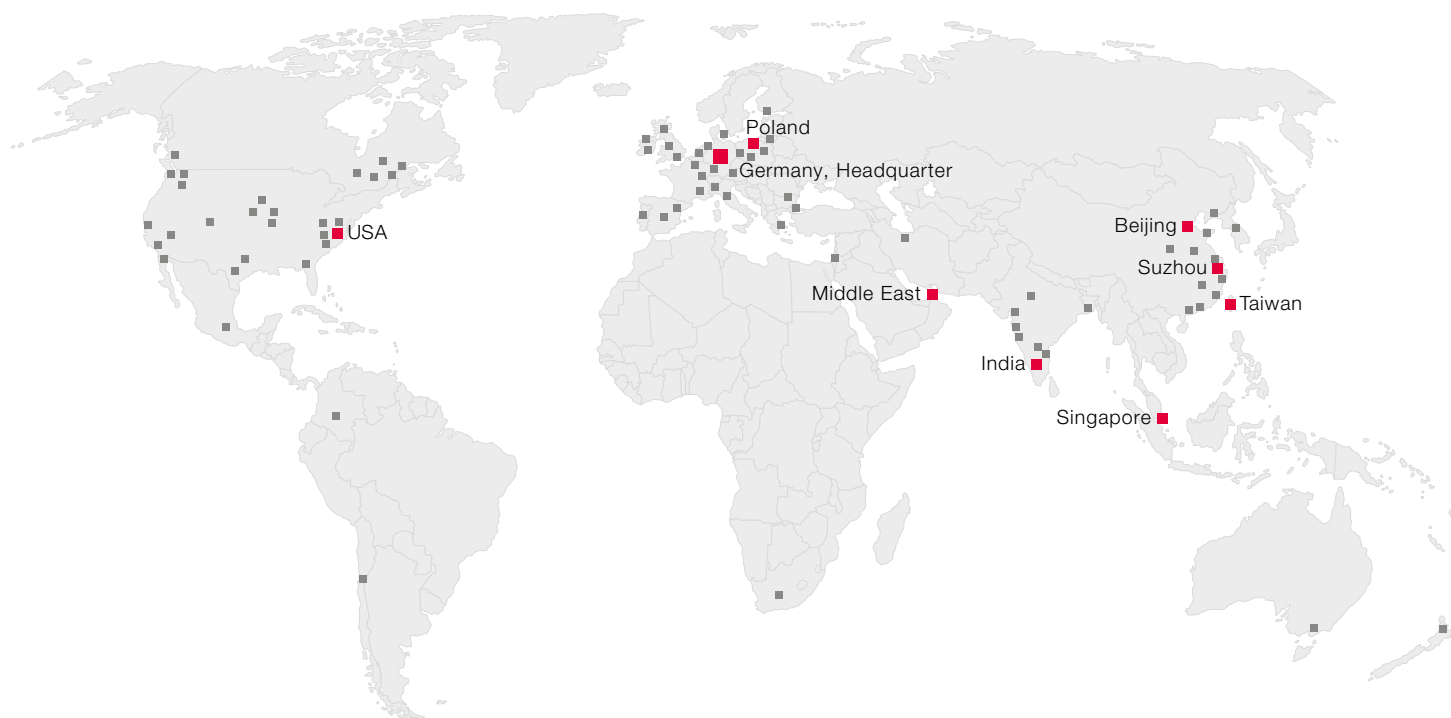 Poland
Germany, Headquarter
USA
Beijing
Suzhou
Middle East
Taiwan
India
Singapore